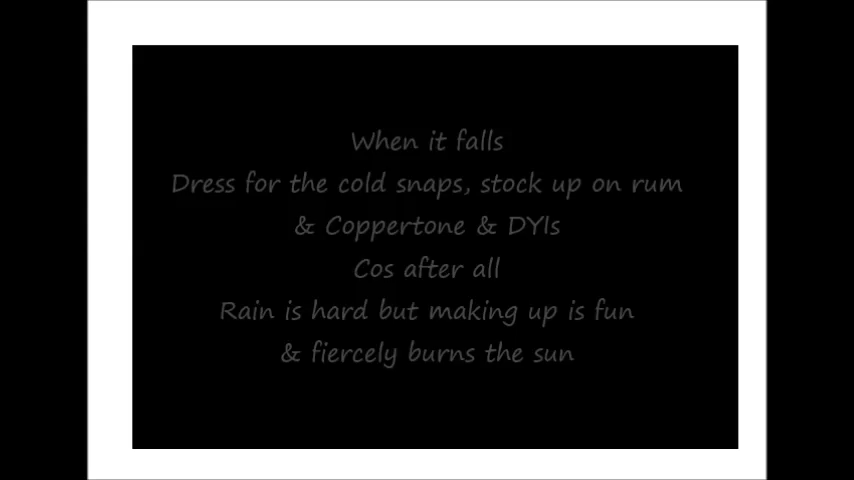 When it falls
Dress for the cold snaps, stock up on rum
& Coppertone & DYIs
Cos after all
Rain is hard but making up is fun
& fiercely burns the sun